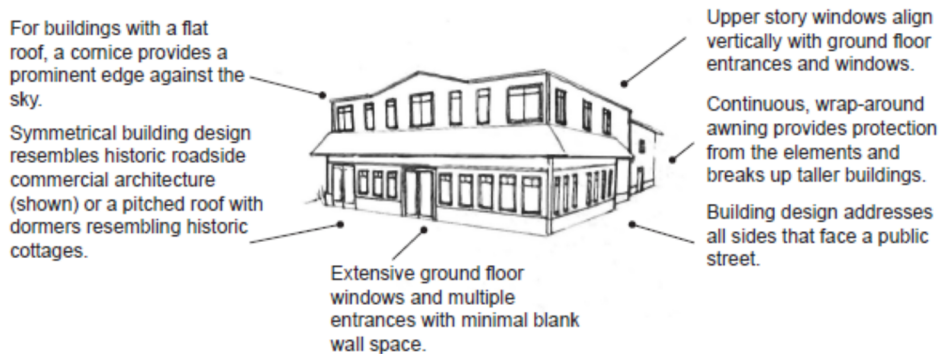 For buildings with a flat
roof, a cornice provides a
prominent edge against the
sky.
Symmetrical building design
resembles historic roadside
commercial architecture
(shown) or a pitched roof with
dormers resembling historic
cottages.
Extensive ground floor
windows and multiple
entrances with minimal blank
wall space.
Upper story windows align
vertically with ground floor
entrances and windows.
Continuous, wrap-around
awning provides protection
from the elements and
breaks up taller buildings.
Building design addresses
all sides that face a public
street.